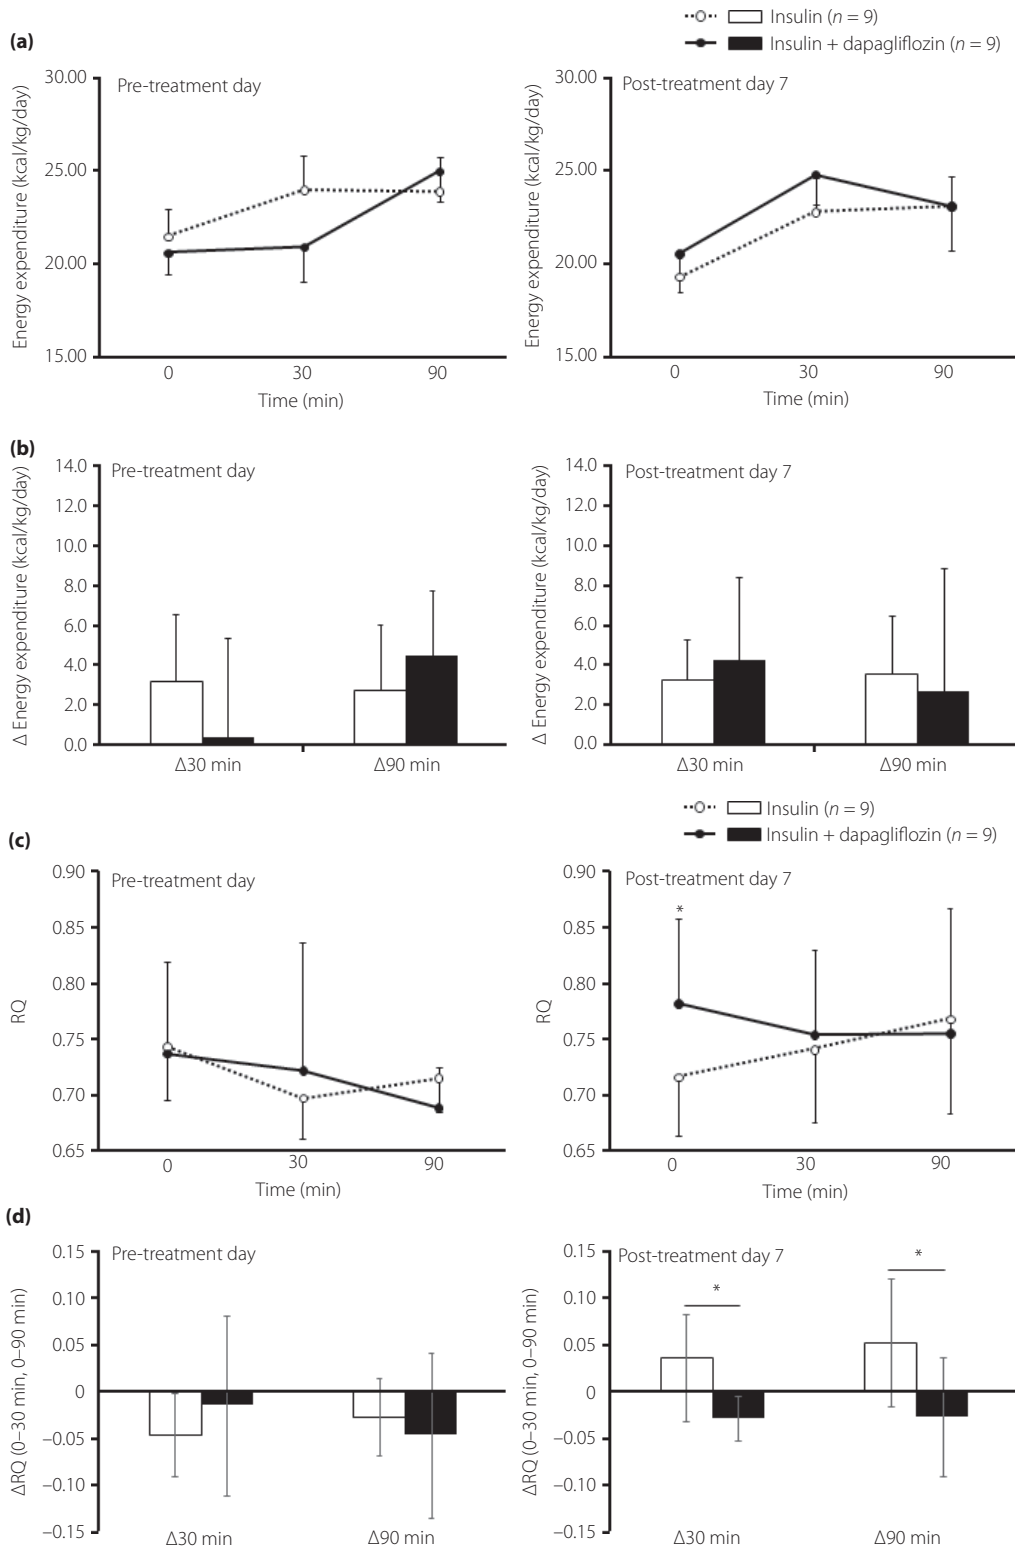 Insulin (n = 9)
(a)
Insulin + dapagliflozin (n = 9)
Energy expenditure (kcal/kg/day)
30.00
25.00
20.00
15.00
Pre-treatment day
0
30
90
Time (min)
Energy expenditure (kcal/kg/day)
30.00
25.00
20.00
15.00
Post-treatment day 7
0
30
90
Time (min)
(b)
Δ Energy expenditure (kcal/kg/day)
14.0
12.0
10.0
8.0
6.0
4.0
2.0
0.0
Pre-treatment day
Δ30 min
Δ90 min
Δ Energy expenditure (kcal/kg/day)
14.0
12.0
10.0
8.0
6.0
4.0
2.0
0.0
Post-treatment day 7
Δ30 min
Δ90 min
Insulin (n = 9)
Insulin + dapagliflozin (n = 9)
(c)
RQ
0.90
0.85
0.80
0.75
0.70
0.65
Pre-treatment day
0
30
90
Time (min)
RQ
0.90
0.85
0.80
0.75
0.70
0.65
Post-treatment day 7
*
0
30
90
Time (min)
(d)
ΔRQ (0–30 min, 0–90 min)
0.15
0.10
0.05
0
–0.05
–0.10
–0.15
Pre-treatment day
Δ30 min
Δ90 min
ΔRQ (0–30 min, 0–90 min)
0.15
0.10
0.05
0
–0.05
–0.10
–0.15
Post-treatment day 7
*
*
Δ30 min
Δ90 min